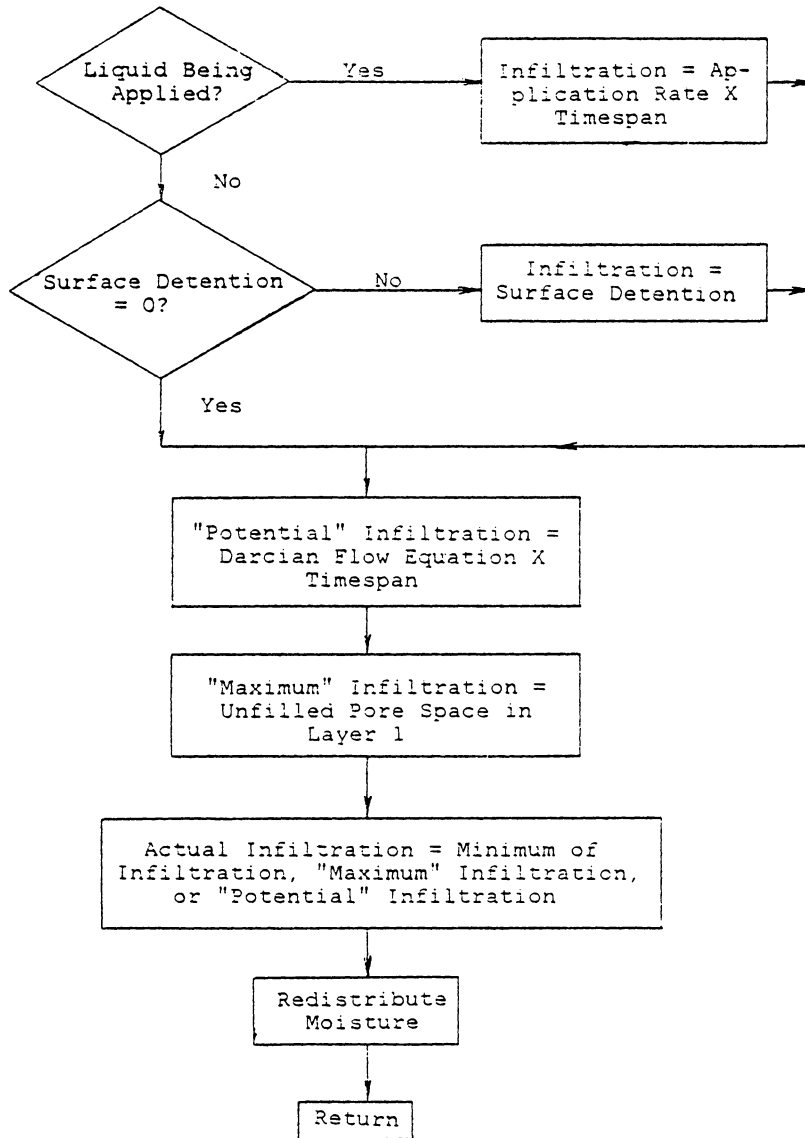 Liquid Being
Applied?
Yes
Infiltration = Ap-
plication Rate X
Timespan
No
Surface Detention
= 0?
No
Infiltration =
Surface Detention
Yes
"Potential" Infiltration =
Darcian Flow Equation X
Timespan
"Maximum" Infiltration =
Unfilled Pore Space in
Layer 1
Actual Infiltration = Minimum of
Infiltration, "Maximum" Infiltration,
or "Potential" Infiltration
Redistribute
Moisture
Return